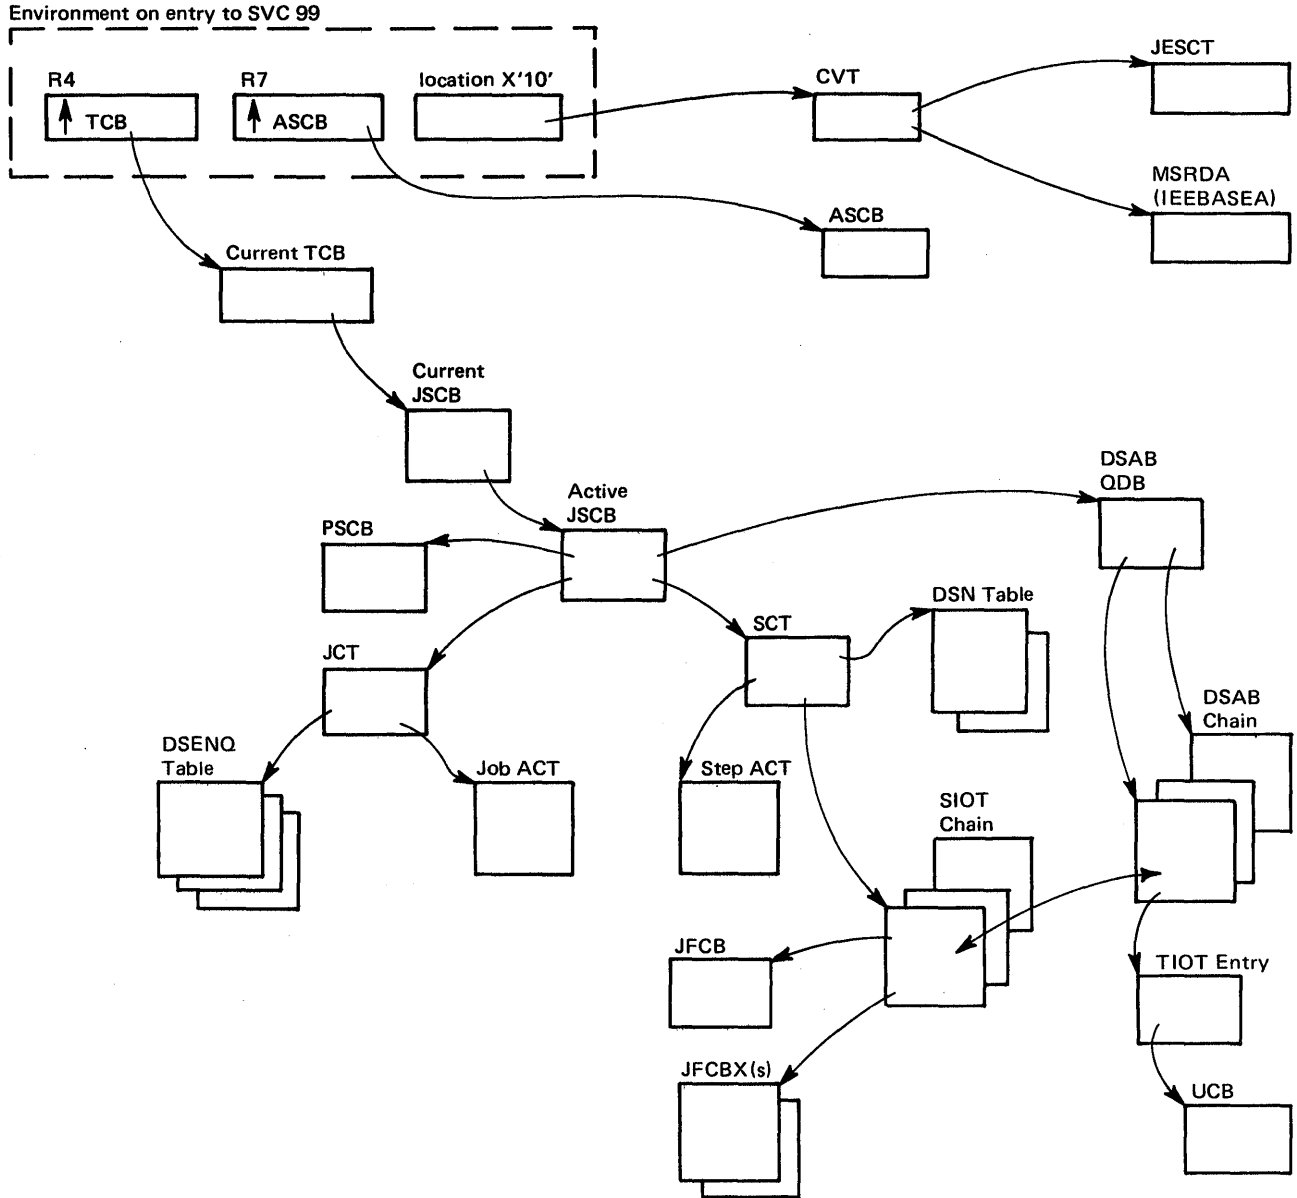 Environment on entry to SVC 99
R4
R7
location X'10'
TCB
ASCB
CVT
JESCT
MSRDA
(IEEBASEA)
ASCB
Current TCB
Current
JSCB
Active
JSCB
DSAB
QDB
PSCB
DSN Table
SCT
JCT
DSAB
Chain
DSENQ
Table
Job ACT
Step ACT
SIOT
Chain
JFCB
TIOT Entry
JFCBX(s)
UCB